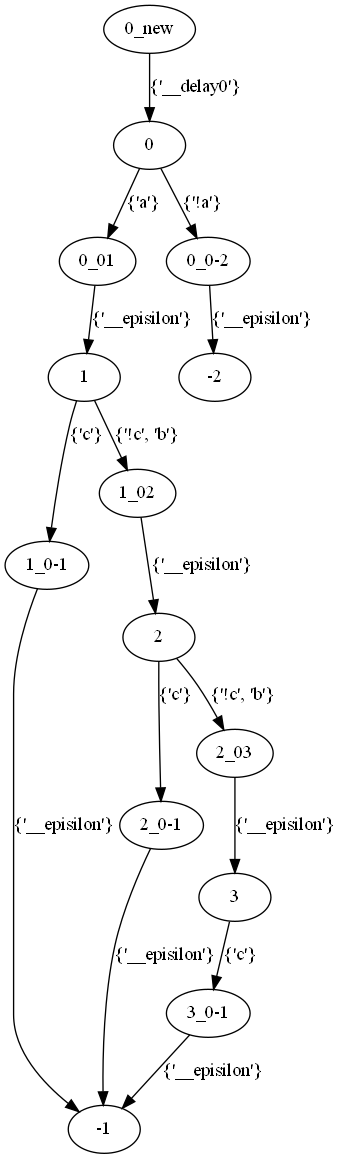 0_new
{'__delay0'}
0
{'a'}
{'!a'}
0_01
0_0-2
{'__episilon'}
{'__episilon'}
1
-2
{'c'}
{'!c', 'b'}
1_02
1_0-1
{'__episilon'}
2
{'c'}
{'!c', 'b'}
2_03
2_0-1
{'__episilon'}
{'__episilon'}
3
{'__episilon'}
{'c'}
3_0-1
{'__episilon'}
-1